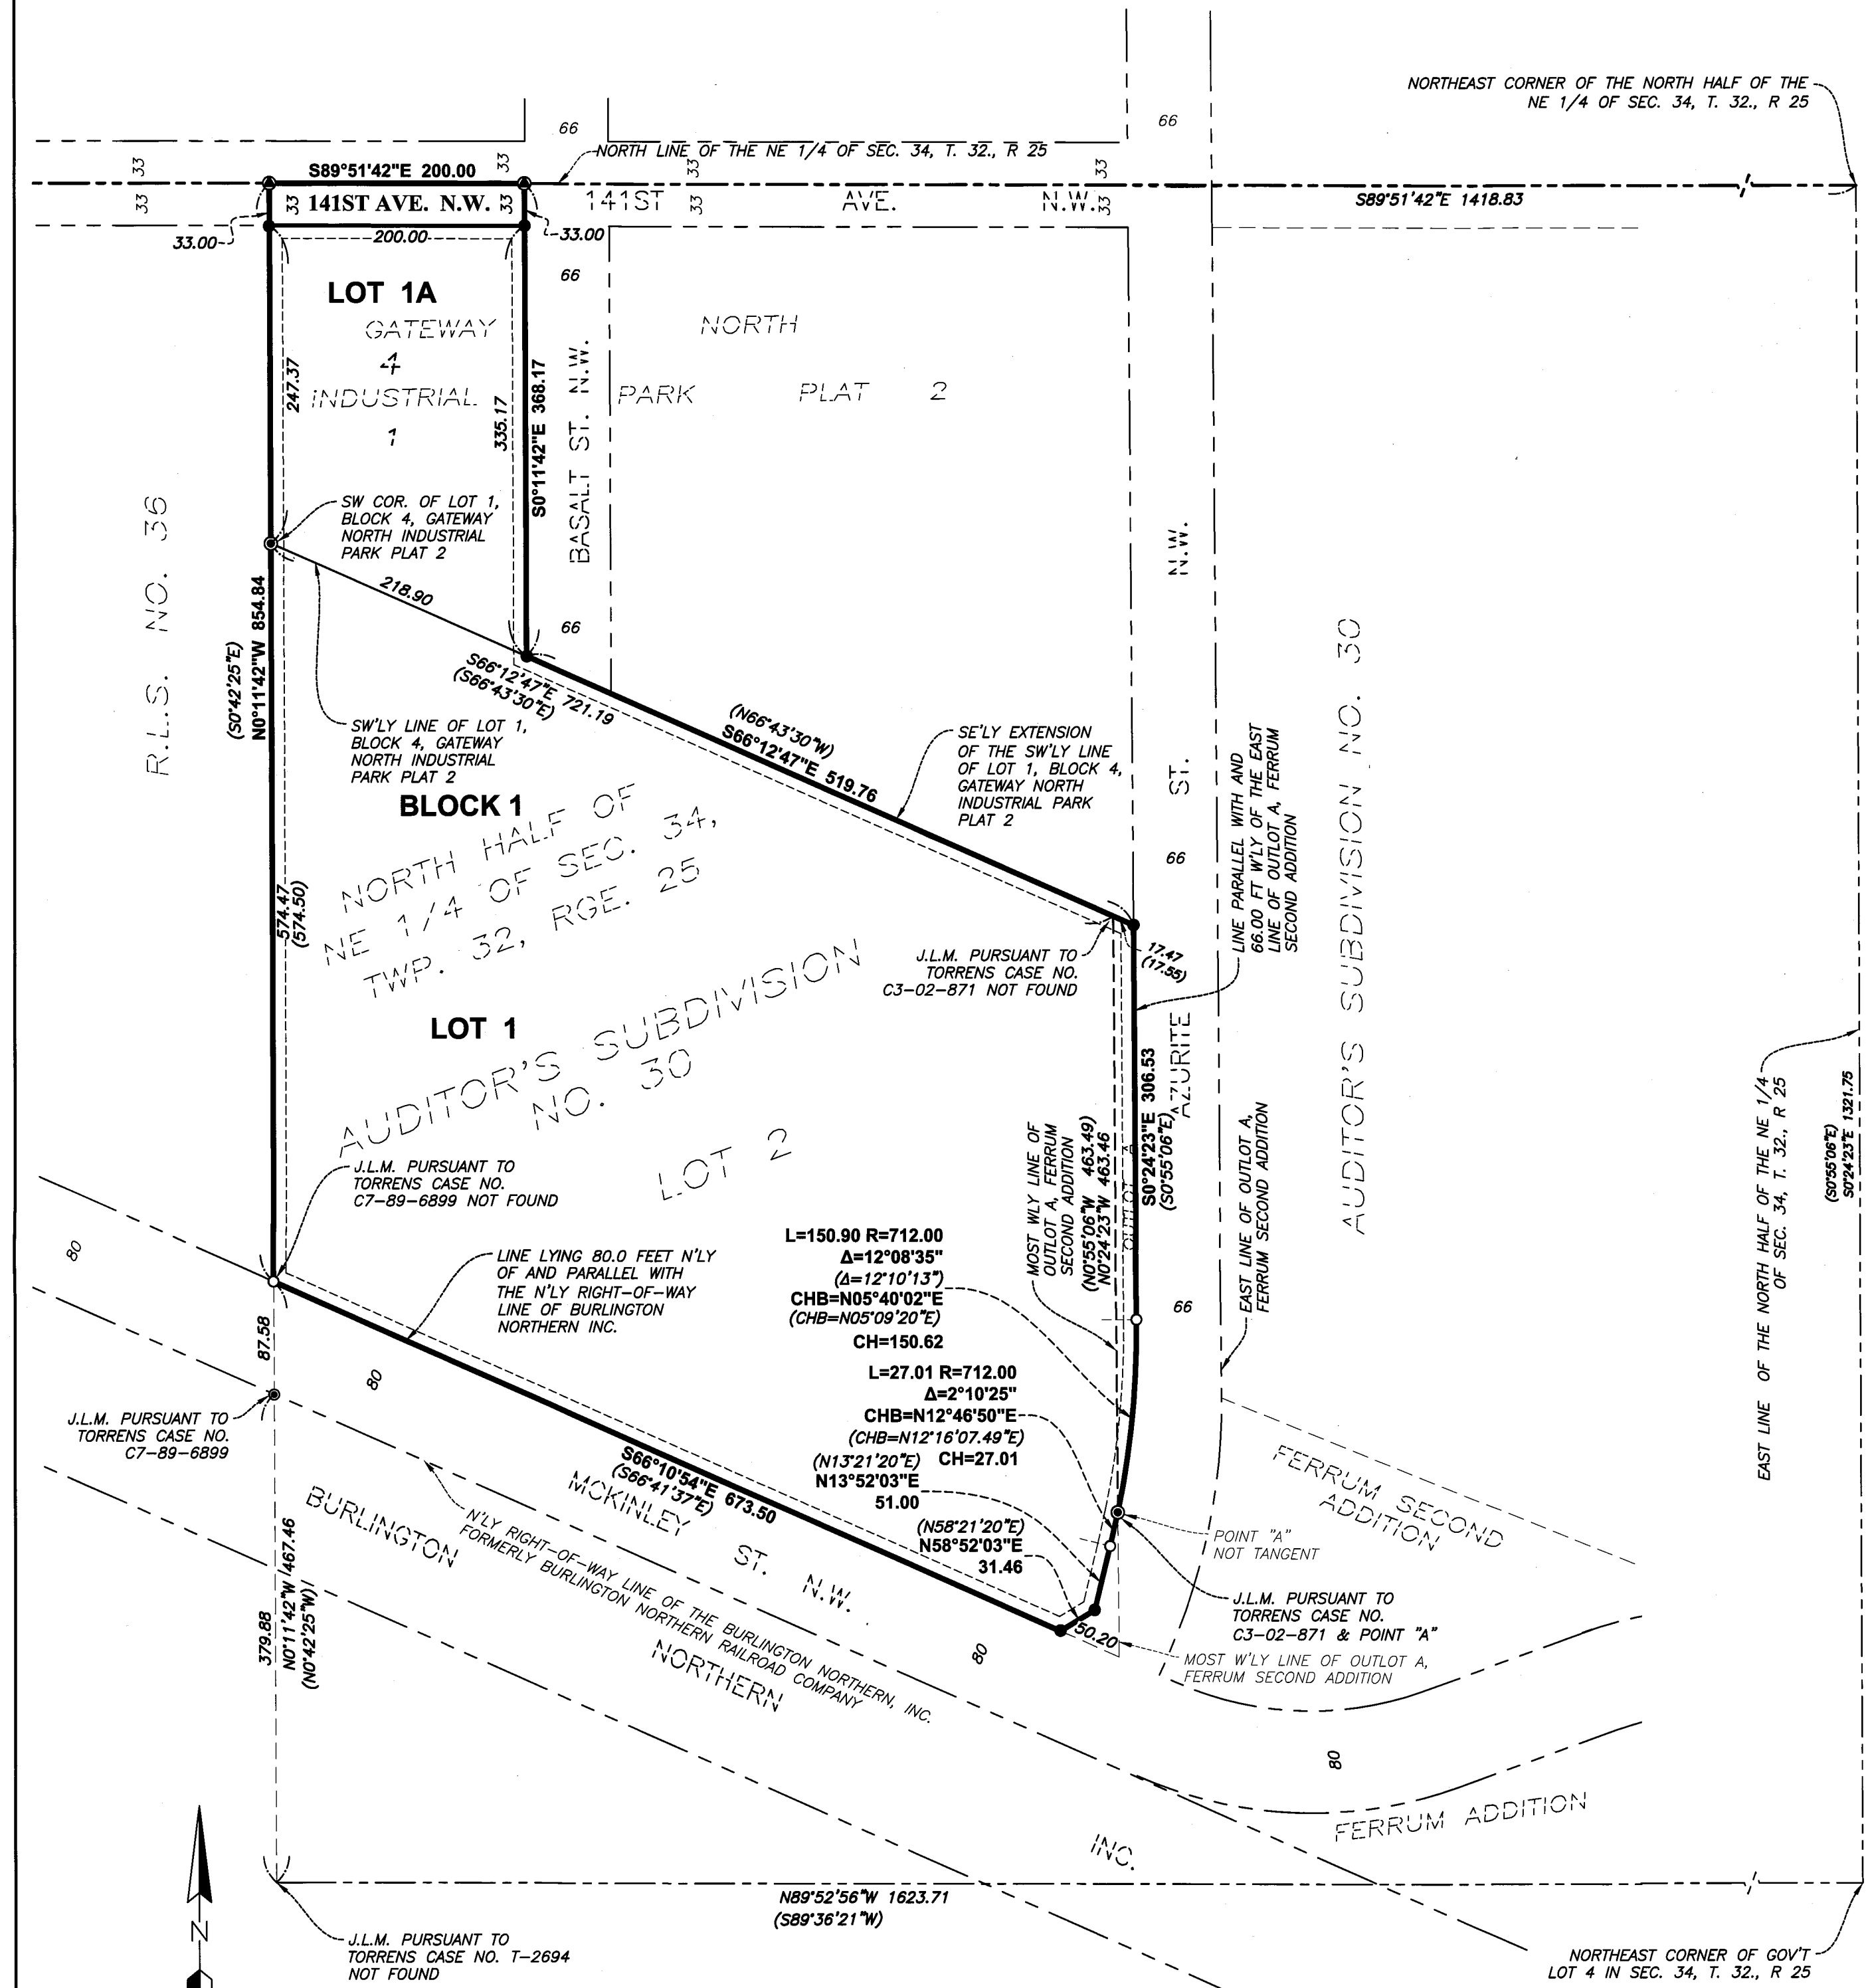 NORTHEAST CORNER OF THE NORTH HALF OF THE
NE 1/4 OF SEC. 34, T. 32., R 25
66
66
NORTH LINE OF THE NE 1/4 OF SEC. 34, T. 32., R 25
33
33
33
33
S89°51'42"E 200.00
33
33
141ST AVE. N.W.
33
141ST
33
AVE.
N.W.
33
S89°51'42"E 1418.83
33.00
200.00
33.00
66
LOT 1A
GATEWAY
NORTH
4
INDUSTRIAL
PARK
PLAT 2
1
247.37
335.17
S0°11'42"E 368.17
BASALT ST. N.W.
SW COR. OF LOT 1,
BLOCK 4, GATEWAY
NORTH INDUSTRIAL
PARK PLAT 2
R.L.S. NO. 36
218.90
66
(S0°42'25"E)
N0°11'42"W 854.84
S66°12'47"E 721.19
(S66°43'30"E)
SW'LY LINE OF LOT 1,
BLOCK 4, GATEWAY
NORTH INDUSTRIAL
PARK PLAT 2
(N66°43'30"W)
S66°12'47"E 519.76
SE'LY EXTENSION
OF THE SW'LY LINE
OF LOT 1, BLOCK 4,
GATEWAY NORTH
INDUSTRIAL PARK
PLAT 2
AZURITE ST. N.W.
66
LINE PARALLEL WITH AND
66.00 FT W'LY OF THE EAST
LINE OF OUTLOT A, FERRUM
SECOND ADDITION
AUDITOR'S SUBDIVISION NO. 30
BLOCK 1
NORTH HALF OF
NE 1/4 OF SEC. 34,
TWP. 32, RGE. 25
574.47
(574.50)
J.L.M. PURSUANT TO
TORRENS CASE NO.
C3-02-871 NOT FOUND
17.47
(17.55)
LOT 1
AUDITOR'S SUBDIVISION
NO. 30
LOT 2
MOST WLY LINE OF
OUTLOT A, FERRUM
SECOND ADDITION
(N0°55'06"W 463.49)
N0°24'23"W 463.46
OUTLOT A
S0°24'23"E 306.53
(S0°55'06"E)
EAST LINE OF OUTLOT A,
FERRUM SECOND ADDITION
EAST LINE OF THE NORTH HALF OF THE NE 1/4
OF SEC. 34, T. 32., R 25
(S0°55'06"E)
S0°24'23"E 1321.75
J.L.M. PURSUANT TO
TORRENS CASE NO.
C7-89-6899 NOT FOUND
80
LINE LYING 80.0 FEET N'LY
OF AND PARALLEL WITH
THE N'LY RIGHT-OF-WAY
LINE OF BURLINGTON
NORTHERN INC.
L=150.90 R=712.00
Δ=12°08'35"
(Δ=12°10'13")
CHB=N05°40'02"E
(CHB=N05°09'20"E)
CH=150.62
66
87.58
80
L=27.01 R=712.00
Δ=2°10'25"
CHB=N12°46'50"E
(CHB=N12°16'07.49"E)
CH=27.01
(N13°21'20"E)
N13°52'03"E
51.00
(N58°21'20"E)
N58°52'03"E
31.46
J.L.M. PURSUANT TO
TORRENS CASE NO.
C7-89-6899
S66°10'54"E 673.50
(S66°41'37"E)
MCKINLEY ST. N.W.
BURLINGTON
NORTHERN
INC.
N'LY RIGHT-OF-WAY LINE OF THE BURLINGTON NORTHERN, INC.
FORMERLY BURLINGTON NORTHERN RAILROAD COMPANY
FERRUM SECOND
ADDITION
POINT "A"
NOT TANGENT
J.L.M. PURSUANT TO
TORRENS CASE NO.
C3-02-871 & POINT "A"
50.20
MOST W'LY LINE OF OUTLOT A,
FERRUM SECOND ADDITION
80
80
379.88
N0°11'42"W 467.46
(N0°42'25"W)
FERRUM ADDITION
N89°52'56"W 1623.71
(S89°36'21"W)
N
J.L.M. PURSUANT TO
TORRENS CASE NO. T-2694
NOT FOUND
NORTHEAST CORNER OF GOV'T
LOT 4 IN SEC. 34, T. 32., R 25